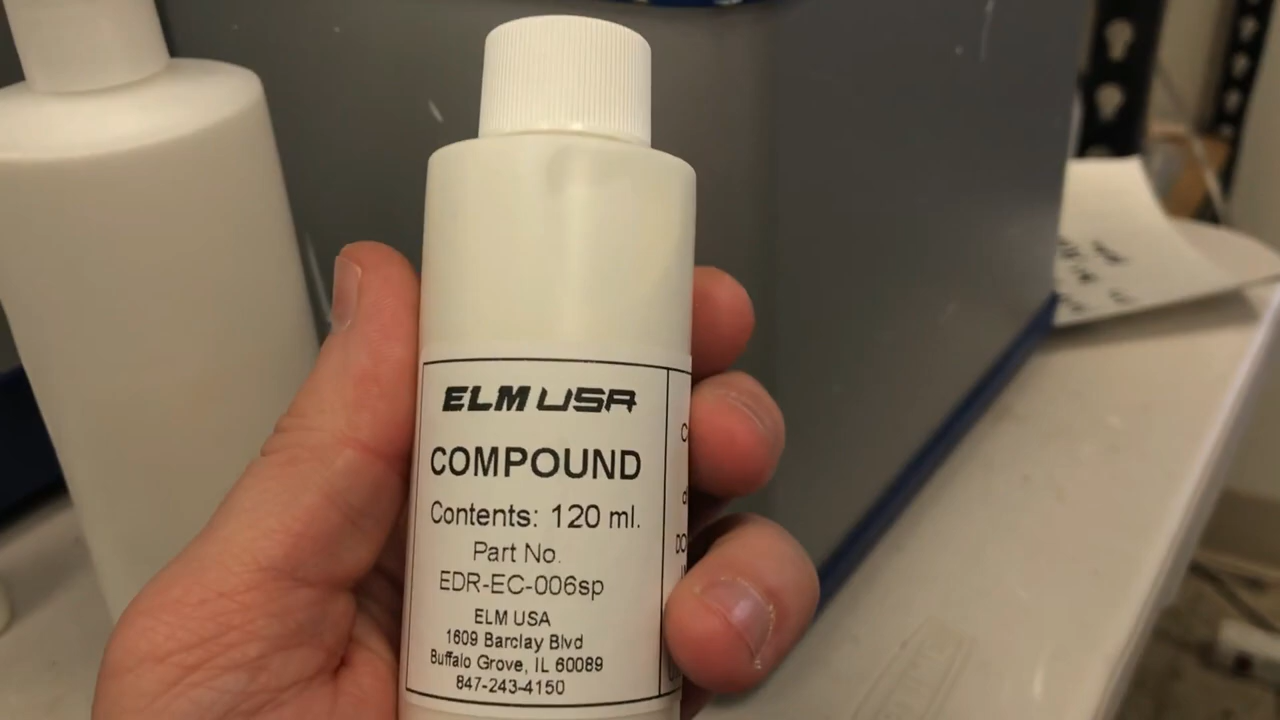 ELM USA
COMPOUND
Contents: 120 ml.
Part No.
EDR-EC-006sp
ELM USA
1609 Barclay Blvd
Buffalo Grove, IL 60089
847-243-4150